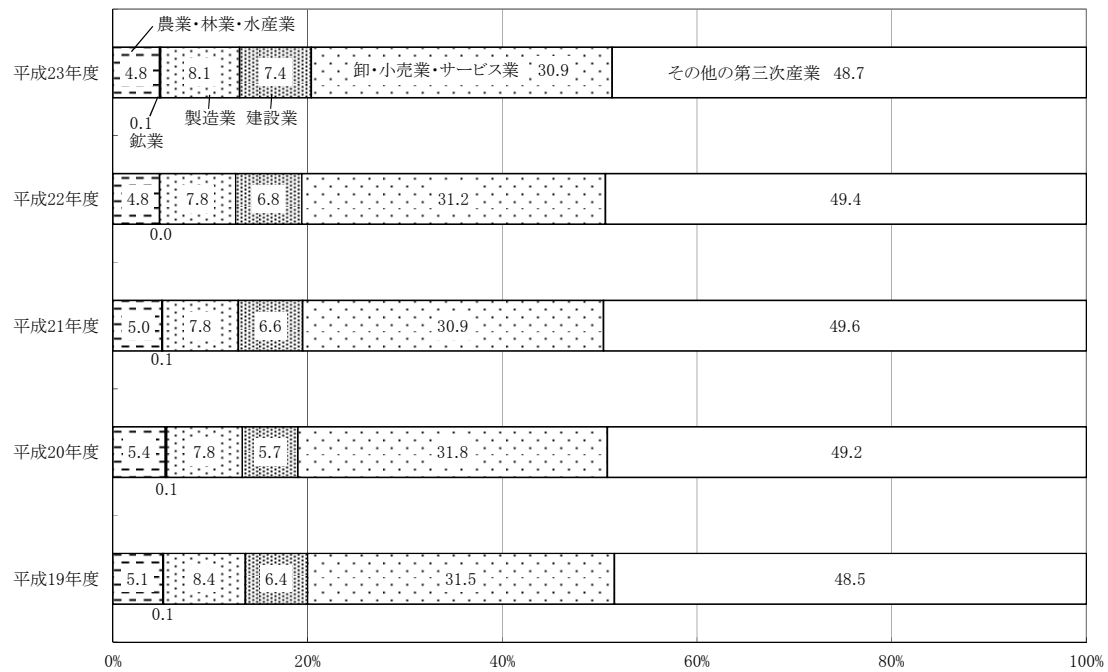 農業・林業・水産業
平成23年度 4.8 8.1 7.4 卸・小売業・サービス業 30.9 その他の第三次産業 48.7
0.1 製造業 建設業
鉱業
平成22年度 4.8 7.8 6.8 31.2 49.4
0.0
平成21年度 5.0 7.8 6.6 30.9 49.6
0.1
平成20年度 5.4 7.8 5.7 31.8 49.2
0.1
平成19年度 5.1 8.4 6.4 31.5 48.5
0.1
0% 20% 40% 60% 80% 100%